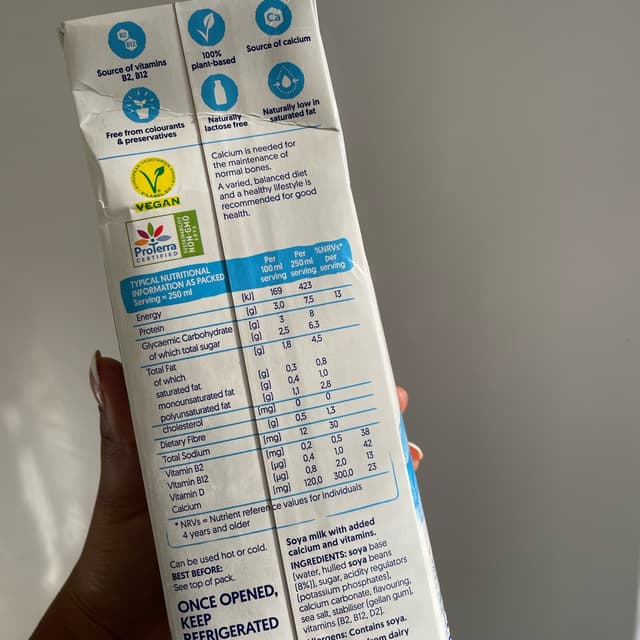 B2
B12
Source of vitamins
B2, B12
100%
plant-based
Ca
Source of calcium
Free from colourants
& preservatives
Naturally
lactose free
Naturally low in
saturated fat
Calcium is needed for
the maintenance of
normal bones.
A varied, balanced diet
and a healthy lifestyle is
recommended for good
health.
VEGAN
ProTerra
CERTIFIED
NON-GMO
TYPICAL NUTRITIONAL
INFORMATION AS PACKED
Serving = 250 ml
Per 100 ml serving
Per 250 ml serving
%NRVs* per serving
Energy (kJ) 169 423
Protein (g) 3,0 7,5 13
Glycaemic Carbohydrate (g) 3 8
of which total sugar (g) 2,5 6,3
Total Fat (g) 1,8 4,5
of which
saturated fat (g) 0,3 0,8
monounsaturated fat (g) 0,4 1,0
polyunsaturated fat (g) 1,1 2,8
cholesterol (mg) 0 0
Dietary Fibre (g) 0,5 1,3
Total Sodium (mg) 12 30
Vitamin B2 (mg) 0,2 0,5 38
Vitamin B12 (µg) 0,4 1,0 42
Vitamin D (µg) 0,8 2,0 13
Calcium (mg) 120,0 300,0 23
* NRVs = Nutrient reference values for individuals
4 years and older
Can be used hot or cold.
BEST BEFORE:
See top of pack.
ONCE OPENED,
KEEP
REFRIGERATED
Soya milk with added
calcium and vitamins.
INGREDIENTS: soya base
(water, hulled soya beans
[8%]), sugar, acidity regulators
(potassium phosphates),
calcium carbonate, flavouring,
sea salt, stabiliser (gellan gum),
vitamins (B2, B12, D2).
Allergens: Contains soya.
from dairy